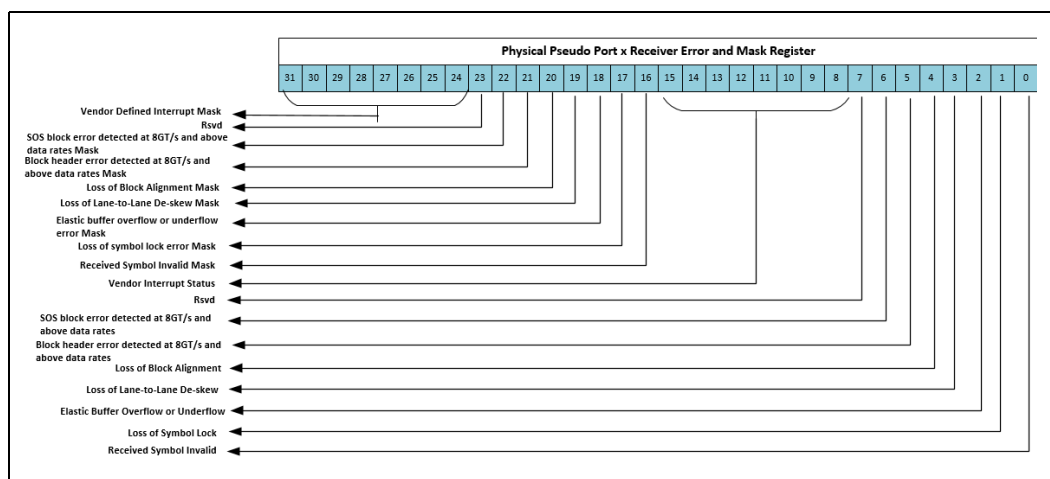 Physical Pseudo Port x Receiver Error and Mask Register
31 30 29 28 27 26 25 24 23 22 21 20 19 18 17 16 15 14 13 12 11 10 9 8 7 6 5 4 3 2 1 0
Vendor Defined Interrupt Mask
Rsvd
SOS block error detected at 8GT/s and above
data rates Mask
Block header error detected at 8GT/s and
above data rates Mask
Loss of Block Alignment Mask
Loss of Lane-to-Lane De-skew Mask
Elastic buffer overflow or underflow
error Mask
Loss of symbol lock error Mask
Received Symbol Invalid Mask
Vendor Interrupt Status
Rsvd
SOS block error detected at 8GT/s and
above data rates
Block header error detected at 8GT/s and
above data rates
Loss of Block Alignment
Loss of Lane-to-Lane De-skew
Elastic Buffer Overflow or Underflow
Loss of Symbol Lock
Received Symbol Invalid